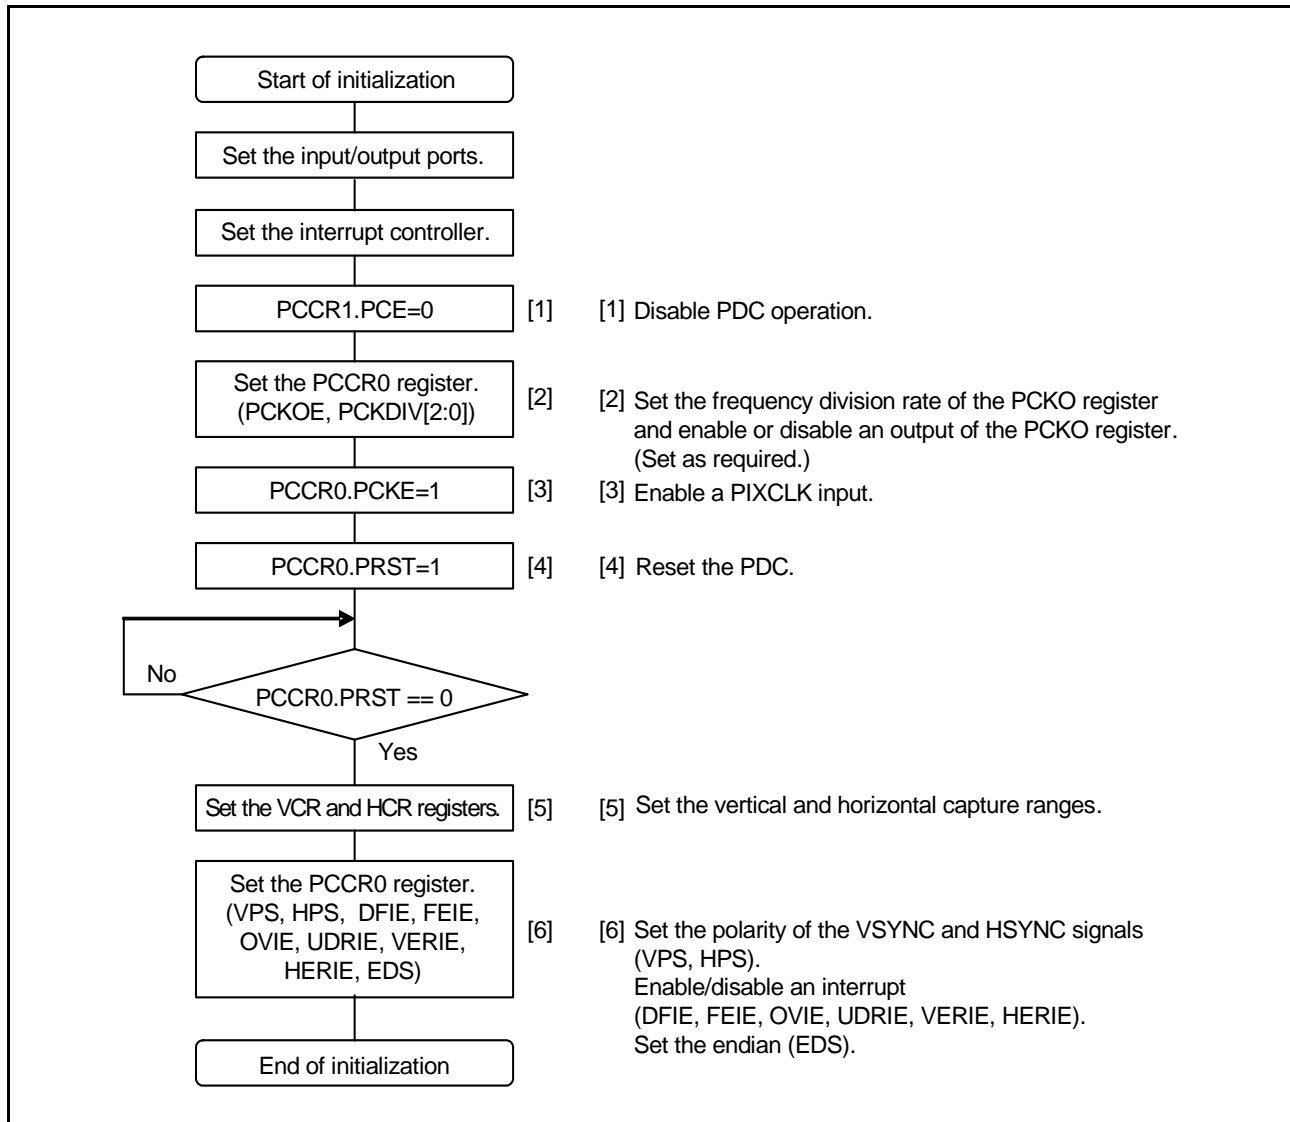 Start of initialization
Set the input/output ports.
Set the interrupt controller.
PCCR1.PCE=0 [1] [1] Disable PDC operation.
Set the PCCR0 register.
(PCKOE, PCKDIV[2:0])
[2] [2] Set the frequency division rate of the PCKO register
and enable or disable an output of the PCKO register.
(Set as required.)
PCCR0.PCKE=1 [3] [3] Enable a PIXCLK input.
PCCR0.PRST=1 [4] [4] Reset the PDC.
No
PCCR0.PRST == 0
Yes
Set the VCR and HCR registers. [5] [5] Set the vertical and horizontal capture ranges.
Set the PCCR0 register.
(VPS, HPS, DFIE, FEIE,
OVIE, UDRIE, VERIE,
HERIE, EDS)
[6] [6] Set the polarity of the VSYNC and HSYNC signals
(VPS, HPS).
Enable/disable an interrupt
(DFIE, FEIE, OVIE, UDRIE, VERIE, HERIE).
Set the endian (EDS).
End of initialization